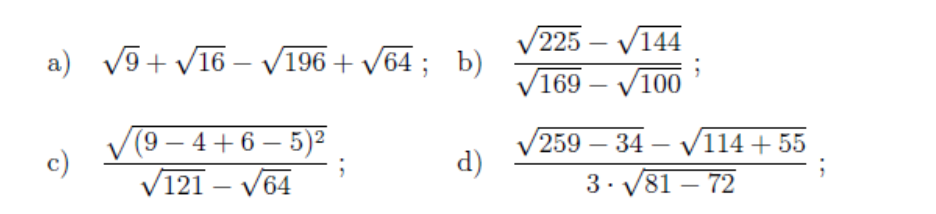 a) √9 + √16 − √196 + √64 ; b) (√225 − √144)/(√169 − √100) ;
c) √((9 − 4 + 6 − 5)²)/(√121 − √64) ; d) (√(259 − 34) − √(114 + 55))/(3 · √(81 − 72)) ;